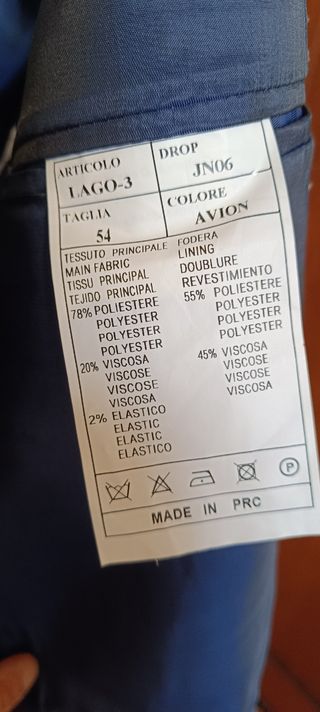 ARTICOLO DROP
LAGO-3 JN06
TAGLIA COLORE
54 AVION
TESSUTO PRINCIPALE
MAIN FABRIC
TISSU PRINCIPAL
TEJIDO PRINCIPAL
78% POLIESTERE
POLYESTER
POLYESTER
POLYESTER
20% VISCOSA
VISCOSE
VISCOSE
VISCOSA
2% ELASTICO
ELASTIC
ELASTIC
ELASTICO
FODERA
LINING
DOUBLURE
REVESTIMIENTO
55% POLIESTERE
POLYESTER
POLYESTER
POLYESTER
45% VISCOSA
VISCOSE
VISCOSE
VISCOSA
P
MADE IN PRC